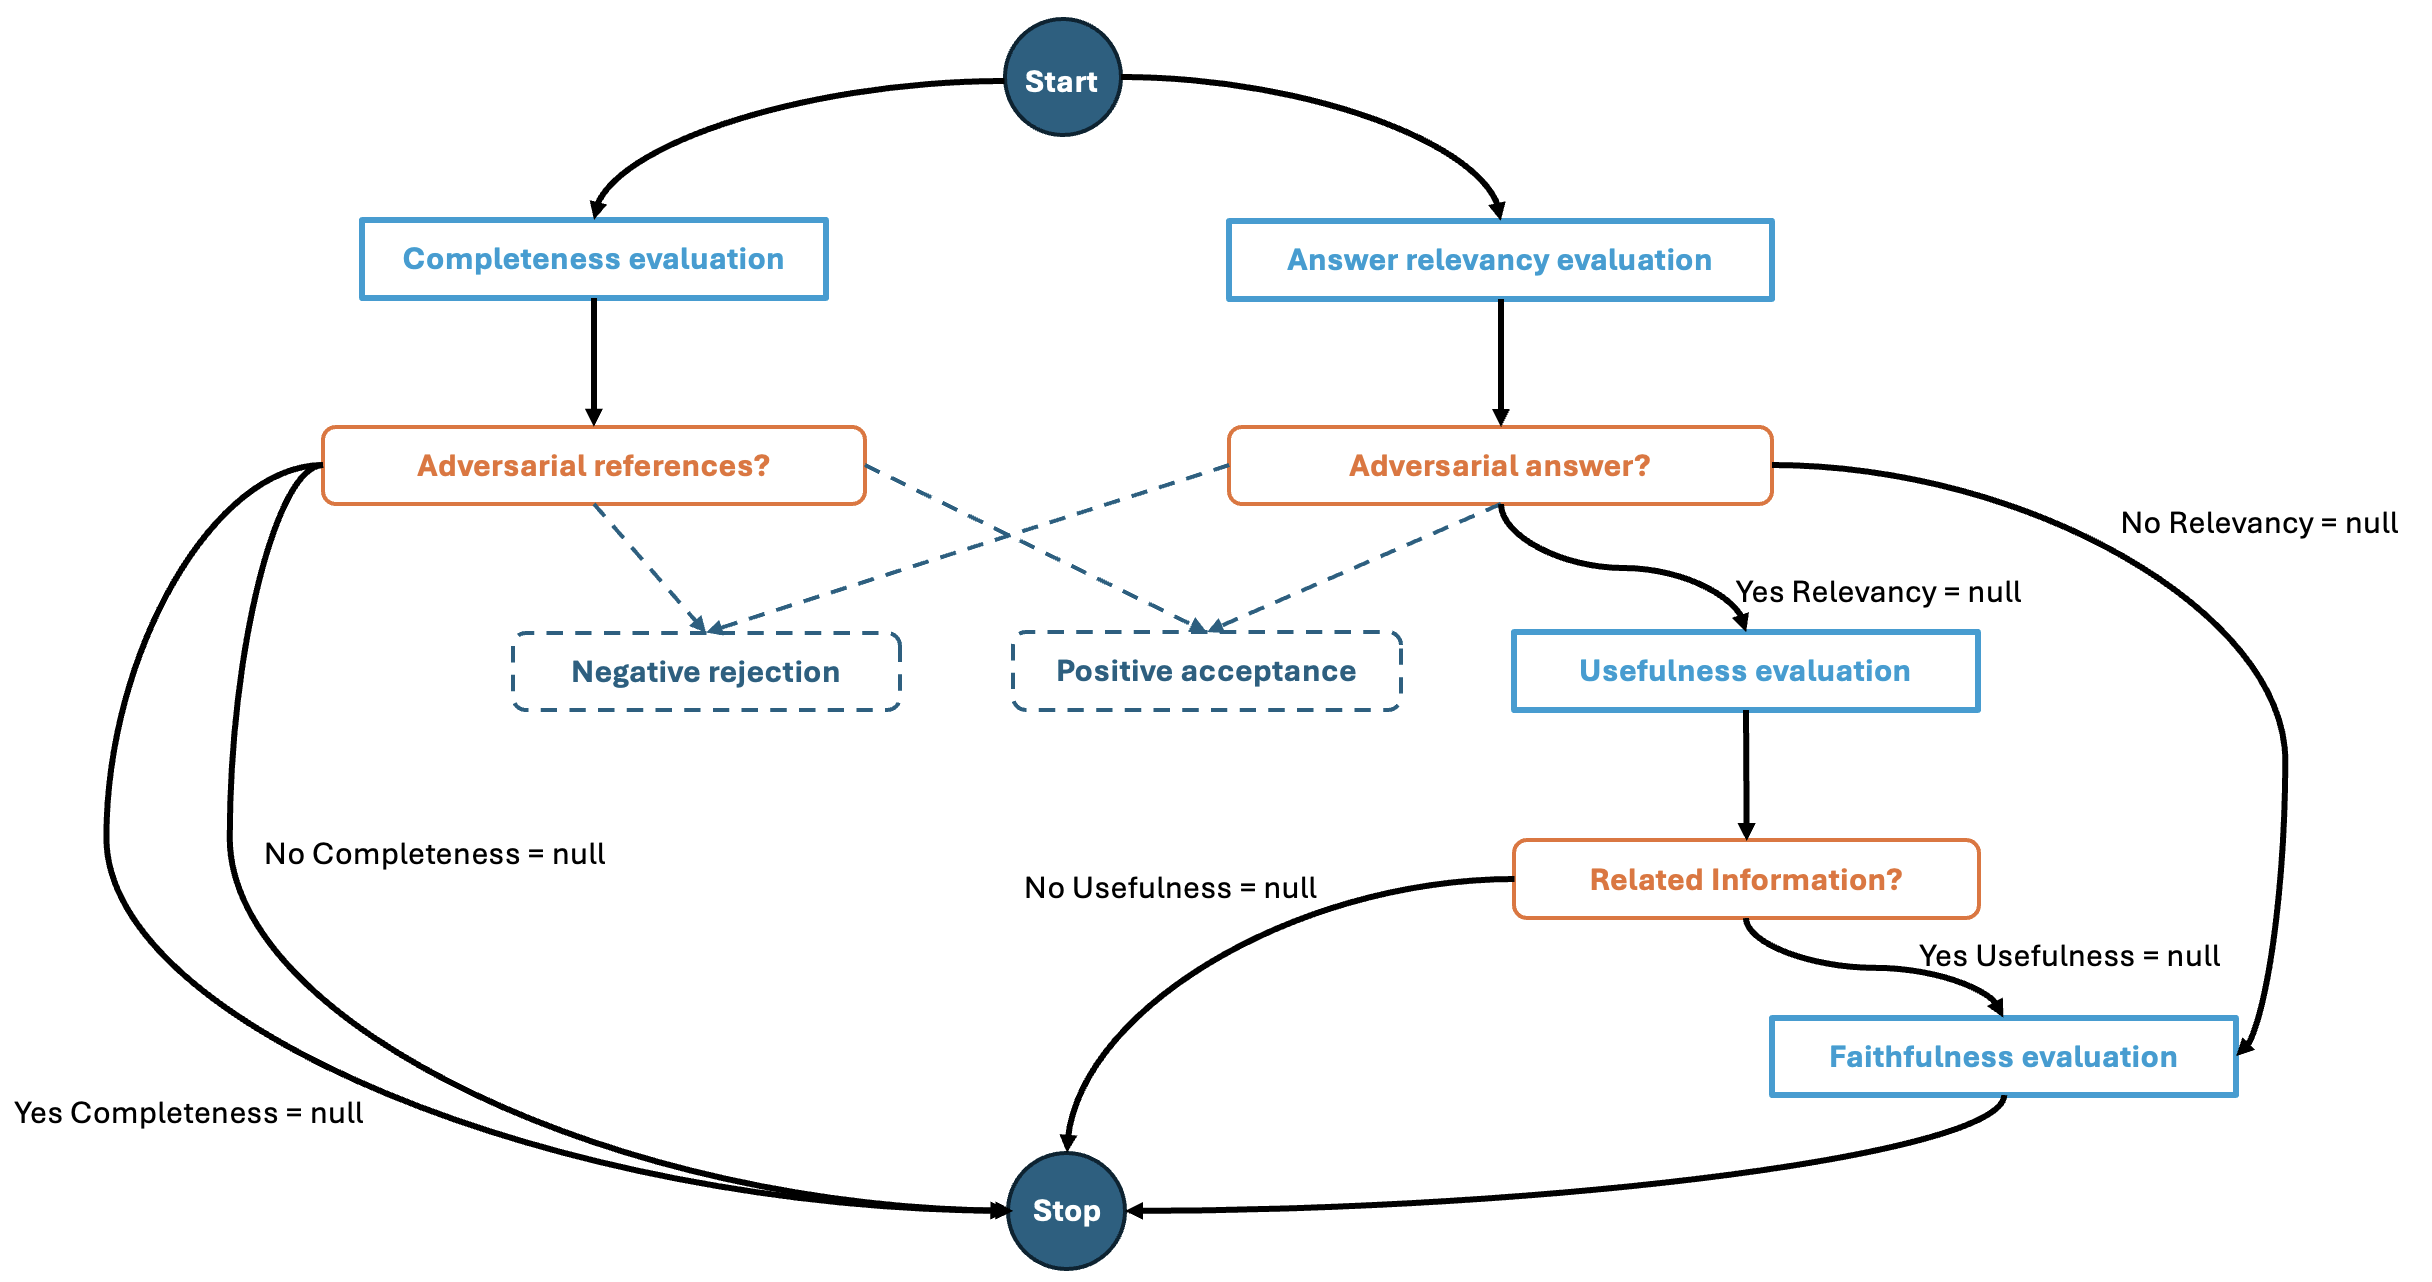 Start
Completeness evaluation
Answer relevancy evaluation
Adversarial references?
Adversarial answer?
No Relevancy = null
Yes Relevancy = null
Negative rejection
Positive acceptance
Usefulness evaluation
No Completeness = null
No Usefulness = null
Related Information?
Yes Usefulness = null
Faithfulness evaluation
Yes Completeness = null
Stop